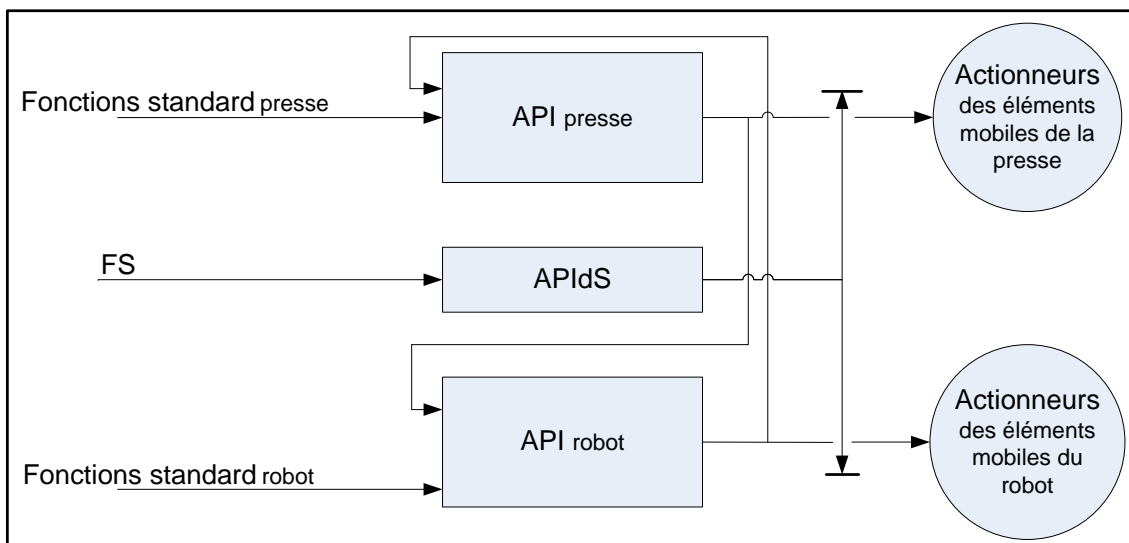 Fonctions standard presse
API presse
Actionneurs
des éléments
mobiles de la
presse
FS
APIdS
Fonctions standard robot
API robot
Actionneurs
des éléments
mobiles du
robot